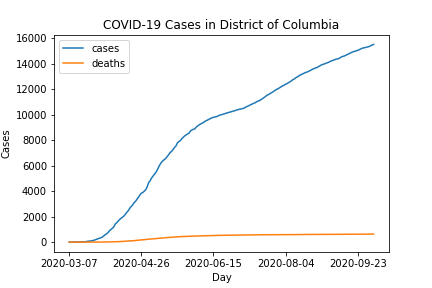 COVID-19 Cases in District of Columbia
cases
deaths
16000
14000
12000
10000
8000
6000
4000
2000
0
Cases
2020-03-07 2020-04-26 2020-06-15 2020-08-04 2020-09-23
Day